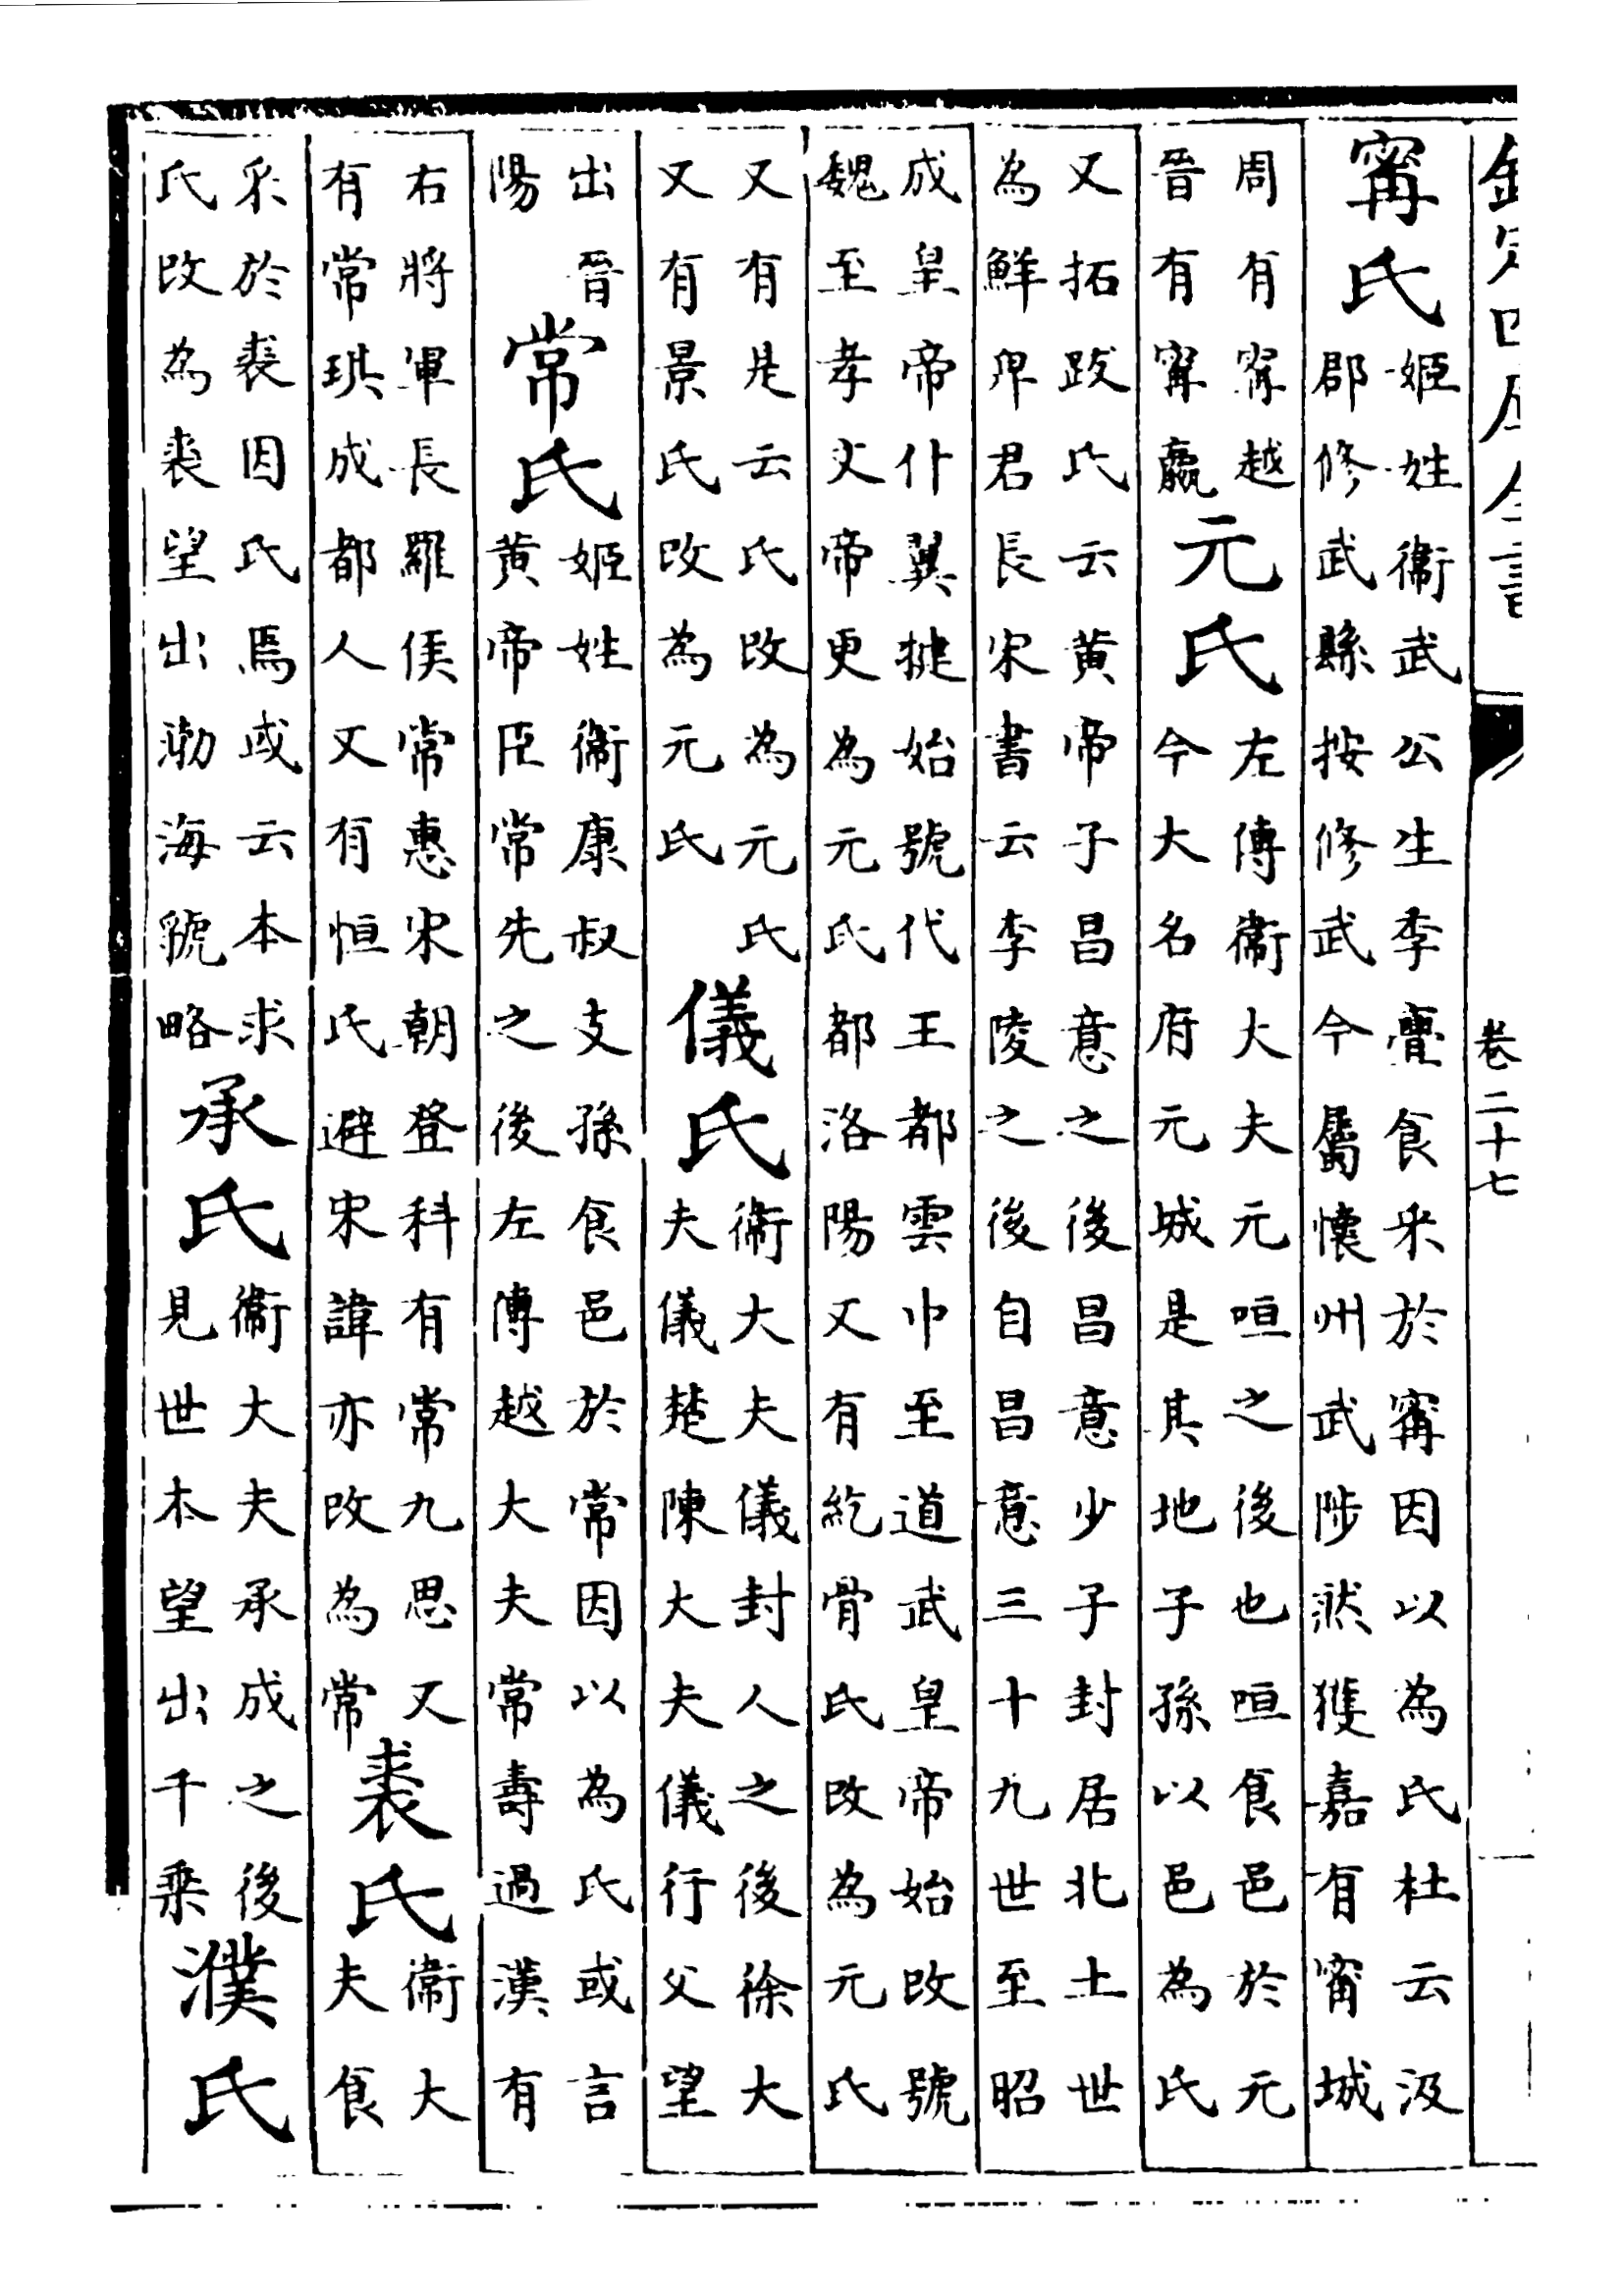 欽定四庫全書
卷二十七
甯氏
姬姓衞武公生季亹食采於甯因以為氏杜云汲
郡修武縣按修武今屬懷州武陟獲嘉有甯城
周有甯越
晉有甯嬴
元氏
左傳衞大夫元咺之後也咺食邑於元
今大名府元城是其地子孫以邑為氏
又拓跋氏云黄帝子昌意之後昌意少子封居北土世
為鮮卑君長宋書云李陵之後自昌意三十九世至昭
成皇帝什翼揵始號代王都雲中至道武皇帝始改號
魏至孝文帝更為元氏都洛陽又有紇骨氏改為元氏
又有是云氏改為元氏
又有景氏改為元氏
儀氏
衞大夫儀封人之後徐大
夫儀楚陳大夫儀行父望
出晉
陽
常氏
姬姓衞康叔支孫食邑於常因以為氏或言
黄帝臣常先之後左傳越大夫常壽過漢有
右將軍長羅侯常惠宋朝登科有常九思又
有常珙成都人又有恒氏避宋諱亦改為常
裘氏
衞大
夫食
采於裘因氏焉或云本求
氏改為裘望出渤海號略
承氏
衞大夫承成之後
見世本望出千乗
濮氏